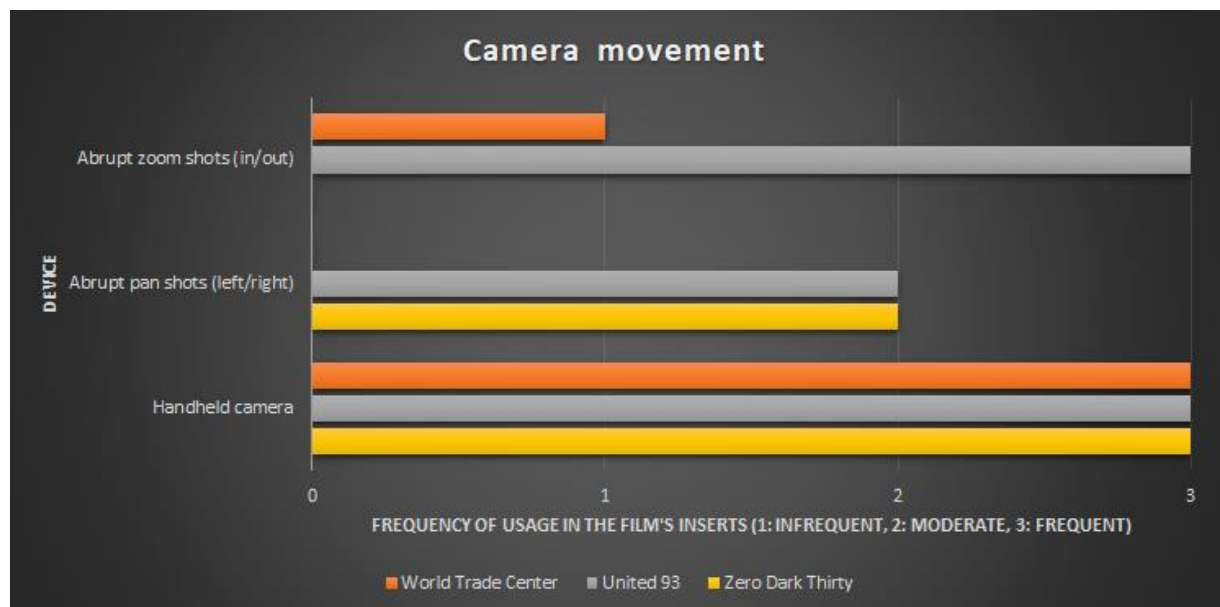 Camera movement
Abrupt zoom shots (in/out)
Abrupt pan shots (left/right)
Handheld camera
DEVICE
0 1 2 3
FREQUENCY OF USAGE IN THE FILM'S INSERTS (1: INFREQUENT, 2: MODERATE, 3: FREQUENT)
World Trade Center United 93 Zero Dark Thirty